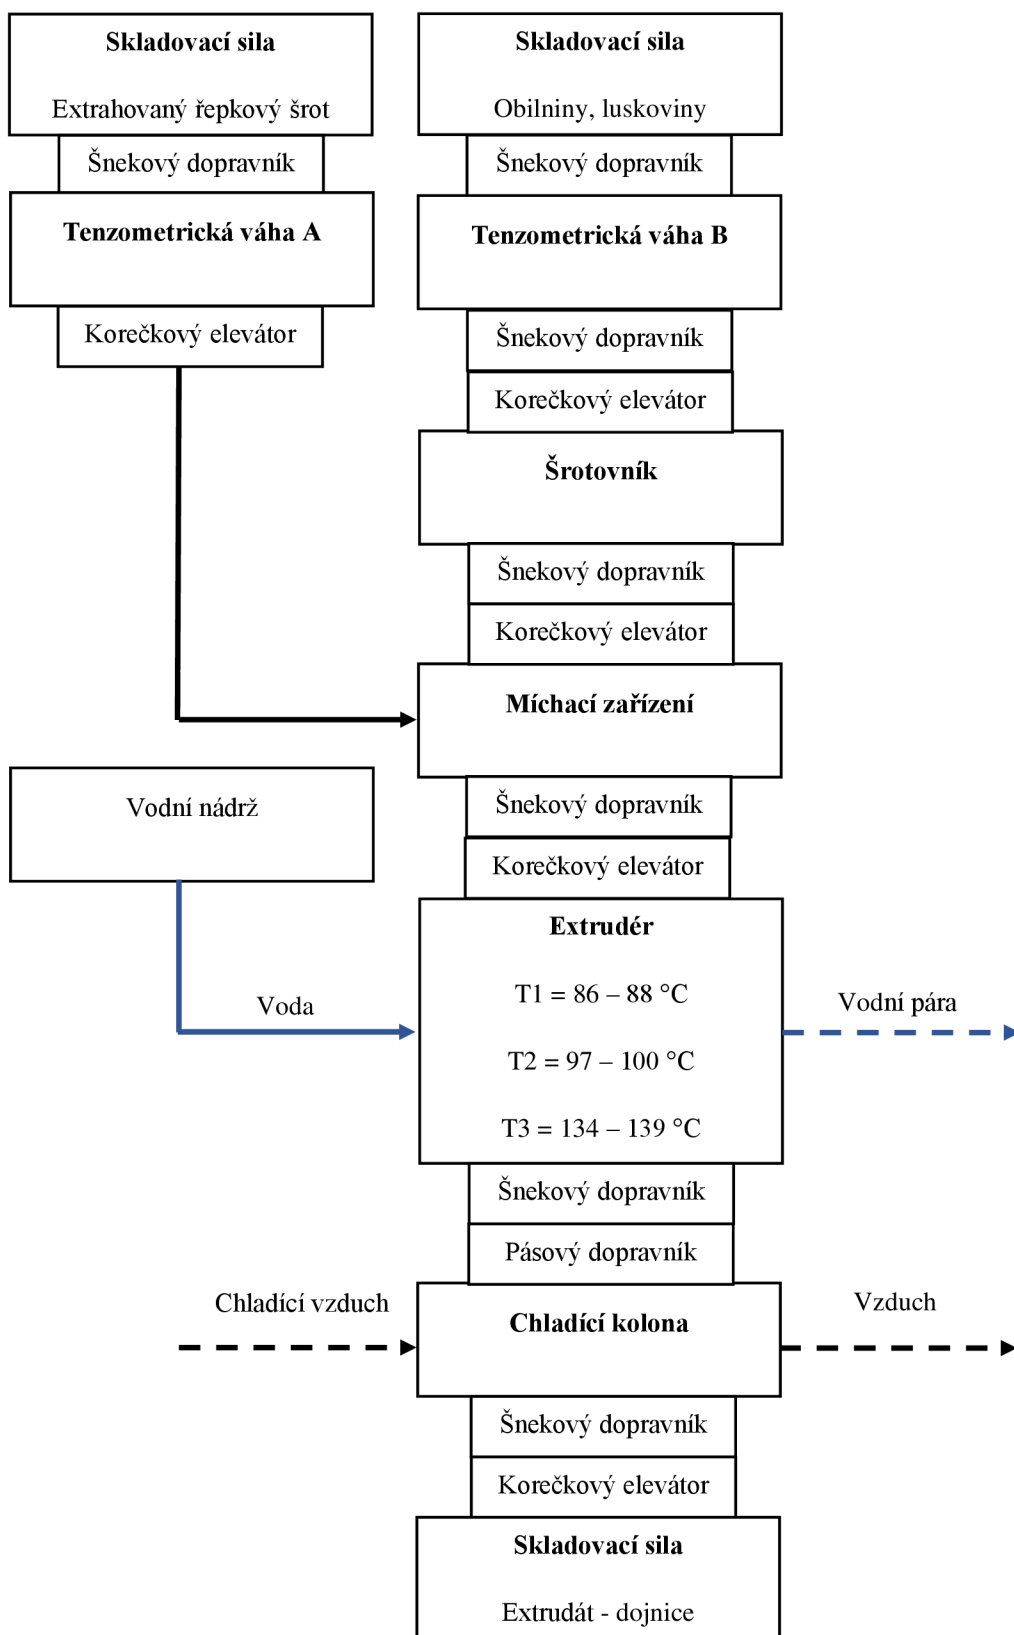 Skladovací sila
Extrahovaný řepkový šrot
Šnekový dopravník
Tenzometrická váha A
Korečkový elevátor
Skladovací sila
Obilniny, luskoviny
Šnekový dopravník
Tenzometrická váha B
Šnekový dopravník
Korečkový elevátor
Šrotovník
Šnekový dopravník
Korečkový elevátor
Míchací zařízení
Šnekový dopravník
Korečkový elevátor
Vodní nádrž
Voda
Extrudér
T1 = 86 – 88 °C
T2 = 97 – 100 °C
T3 = 134 – 139 °C
Vodní pára
Šnekový dopravník
Pásový dopravník
Chladící vzduch
Chladící kolona
Vzduch
Šnekový dopravník
Korečkový elevátor
Skladovací sila
Extrudát - dojnice